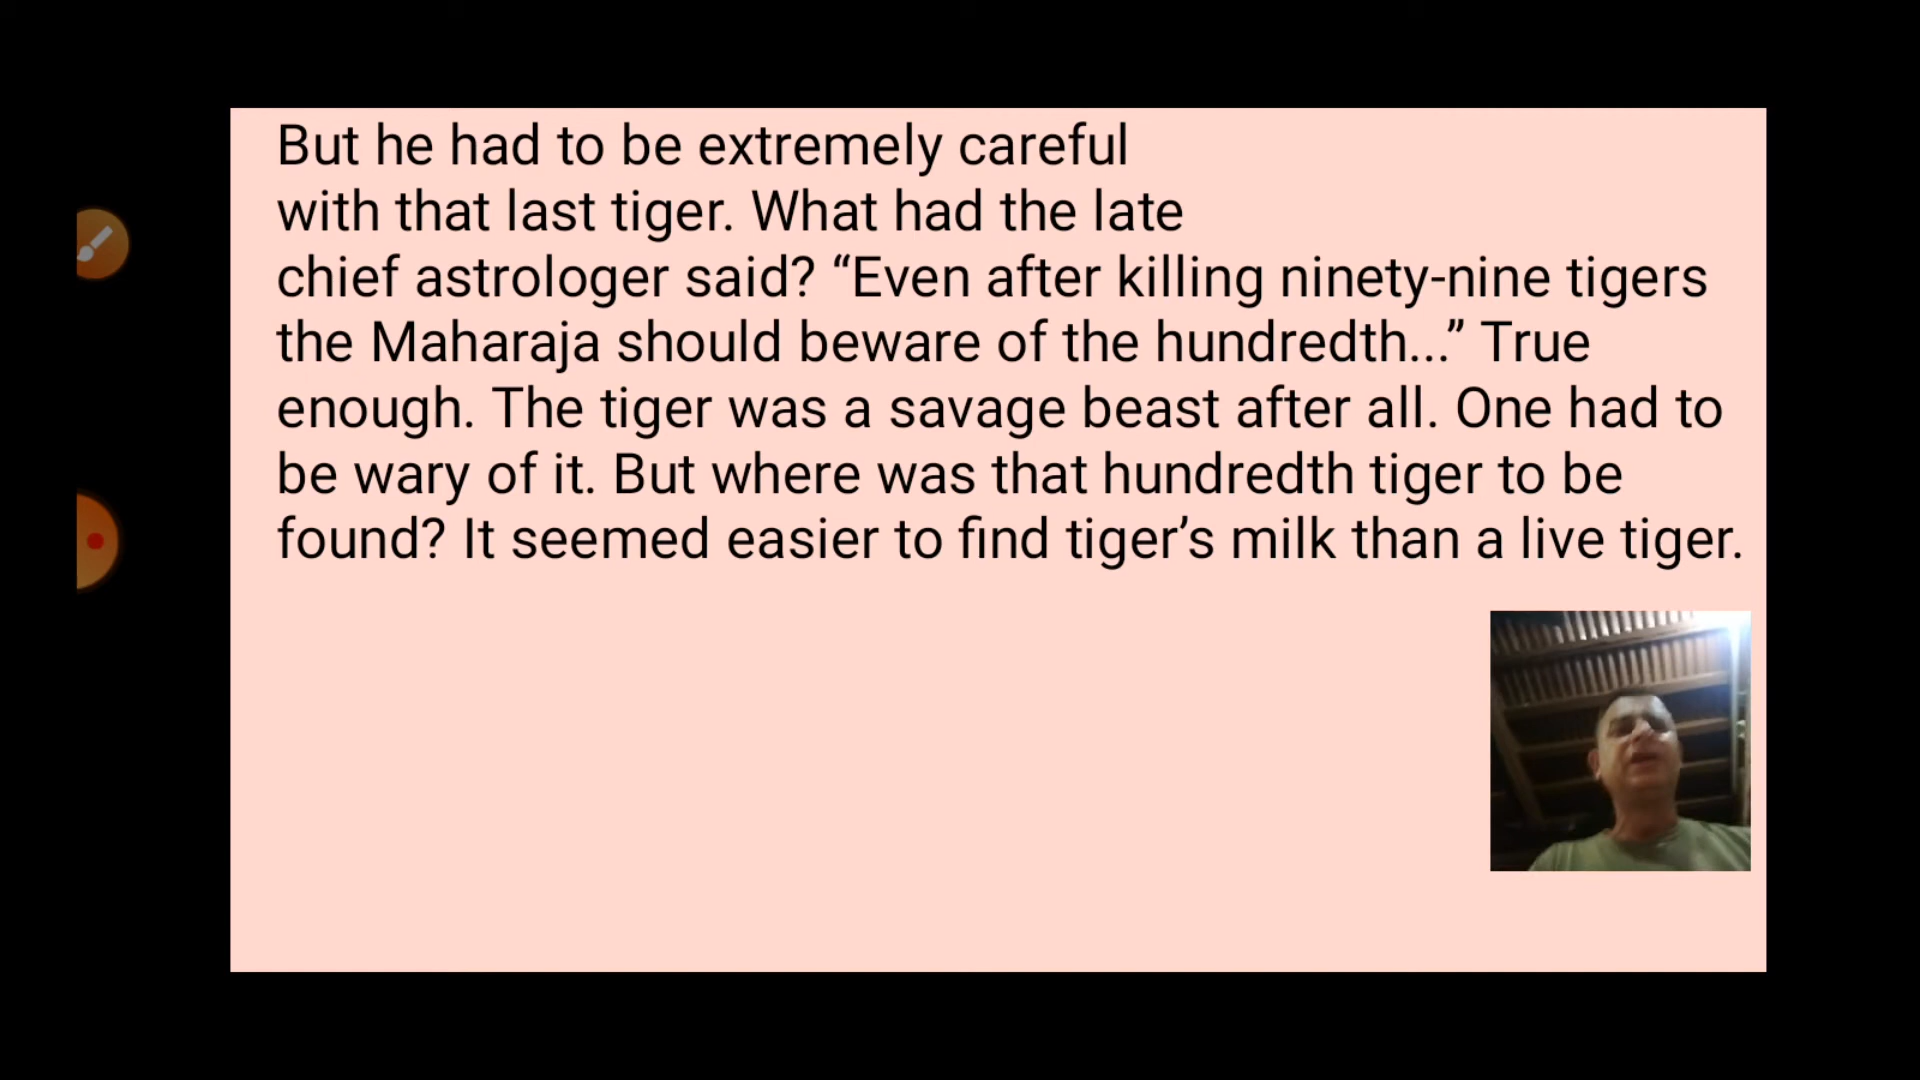 But he had to be extremely careful
with that last tiger. What had the late
chief astrologer said? “Even after killing ninety-nine tigers
the Maharaja should beware of the hundredth...” True
enough. The tiger was a savage beast after all. One had to
be wary of it. But where was that hundredth tiger to be
found? It seemed easier to find tiger’s milk than a live tiger.